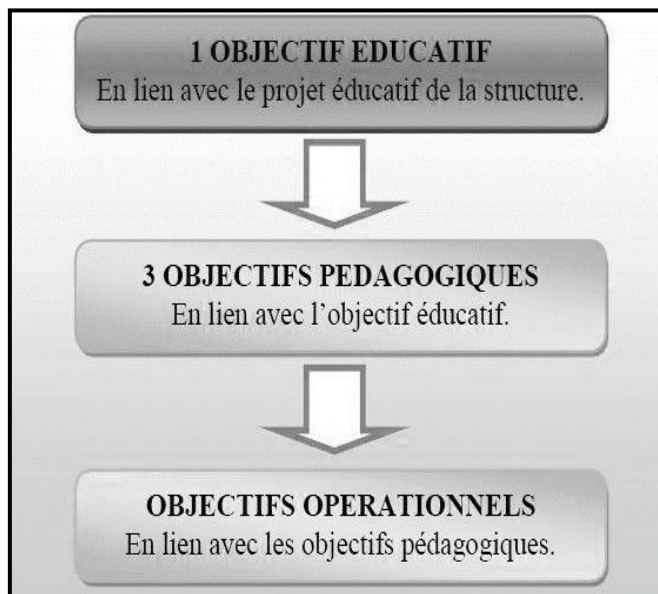 1 OBJECTIF EDUCATIF
En lien avec le projet éducatif de la structure.
3 OBJECTIFS PEDAGOGIQUES
En lien avec l’objectif éducatif.
OBJECTIFS OPERATIONNELS
En lien avec les objectifs pédagogiques.